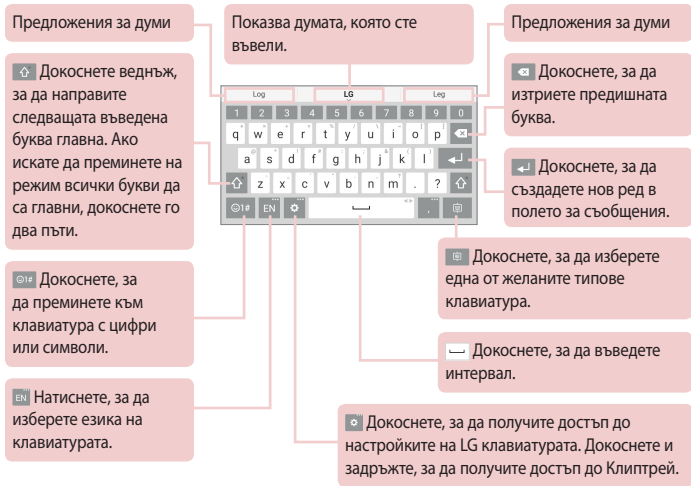 Предложения за думи
Показва думата, която сте
въвели.
Предложения за думи
Докоснете веднъж,
за да направите
следващата въведена
буква главна. Ако
искате да преминете на
режим всички букви да
са главни, докоснете го
два пъти.
Докоснете, за
да преминете към
клавиатура с цифри
или символи.
EN Натиснете, за да
изберете езика на
клавиатурата.
Log LG Leg
1 2 3 4 5 6 7 8 9 0
q w e r t y u i o p
a s d f g h j k l
z x c v b n m . ?
1# EN ,
Докоснете, за да
изтриете предишната
буква.
Докоснете, за да
създадете нов ред в
полето за съобщения.
Докоснете, за да изберете
една от желаните типове
клавиатура.
Докоснете, за да въведете
интервал.
Докоснете, за да получите достъп до
настройките на LG клавиатурата. Докоснете и
задръжте, за да получите достъп до Клиптрей.